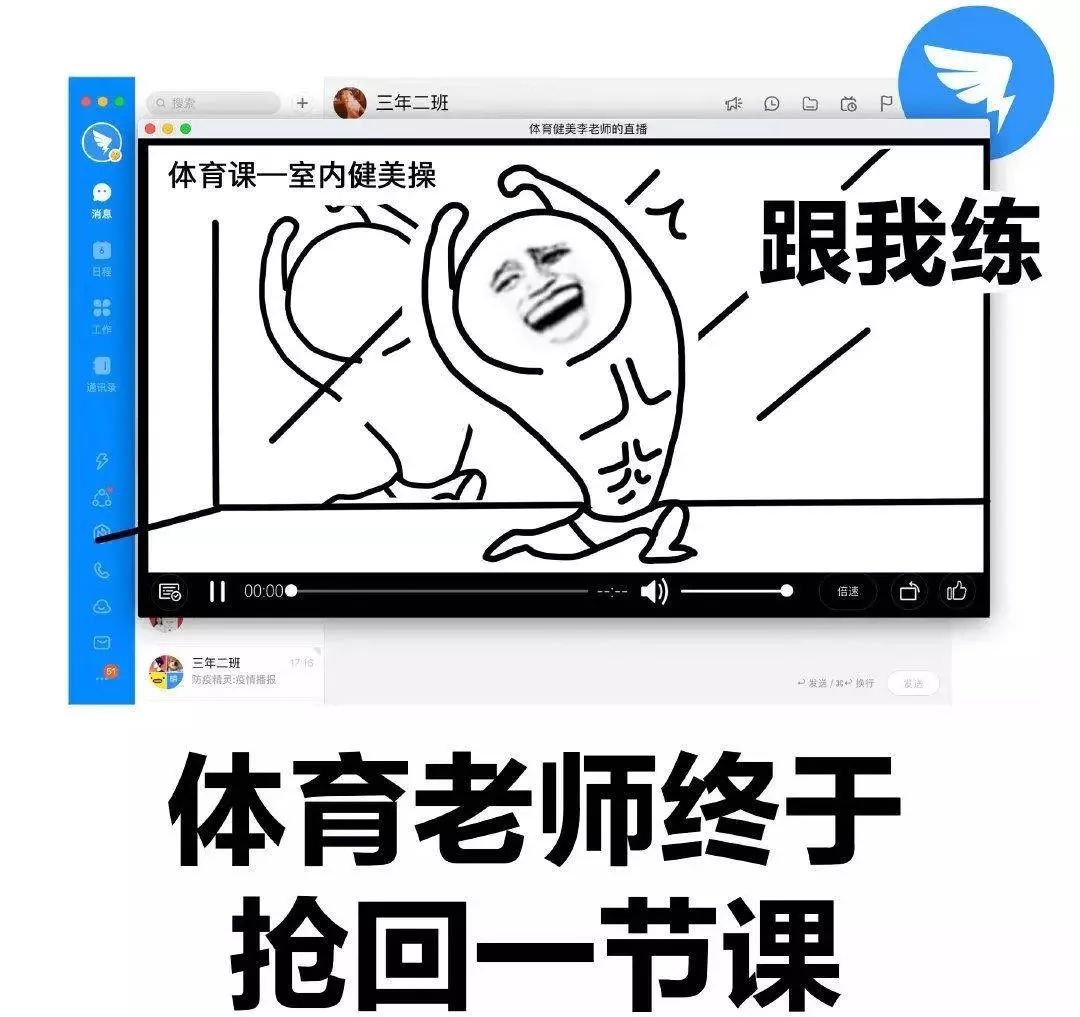 搜索
三年二班
体育健美李老师的直播
体育课—室内健美操
跟我练
消息
6
日程
工作
通讯录
00:00
--:--
倍速
51
三年二班
17:16
防疫精灵:疫情播报
发送 / ⌘↩ 换行
发送
体育老师终于
抢回一节课